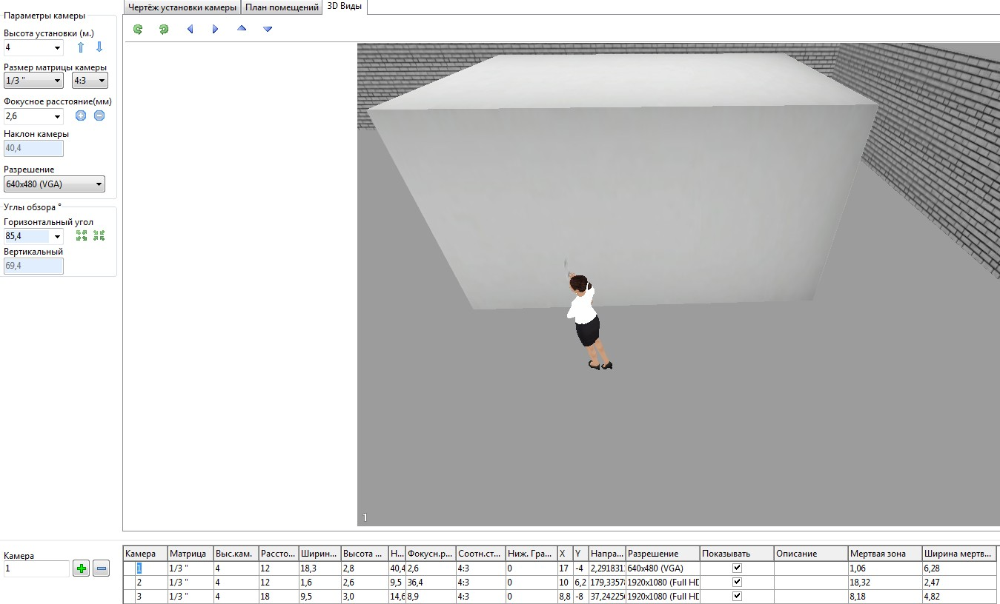 Чертёж установки камеры План помещений 3D Виды
Параметры камеры
Высота установки (м.)
4
Размер матрицы камеры
1/3 " 4:3
Фокусное расстояние(мм)
2,6
Наклон камеры
40,4
Разрешение
640x480 (VGA)
Углы обзора °
Горизонтальный угол
85,4
Вертикальный
69,4
1
Камера
1
Камера Матрица Выс.кам. Рассто... Ширин... Высота ... Н... Фокусн.р... Соотн.ст... Ниж. Гра... X Y Напра... Разрешение Показывать Описание Мертвая зона Ширина мертв...
1 1/3 " 4 12 18,3 2,8 40,4 2,6 4:3 0 17 -4 2,291831 640x480 (VGA) 1,06 6,28
2 1/3 " 4 12 1,6 2,6 9,5 36,4 4:3 0 10 6,2 179,3357 1920x1080 (Full HD 18,32 2,47
3 1/3 " 4 18 9,5 3,0 14,6 8,9 4:3 0 8,8 -8 37,24225 1920x1080 (Full HD 8,18 4,82